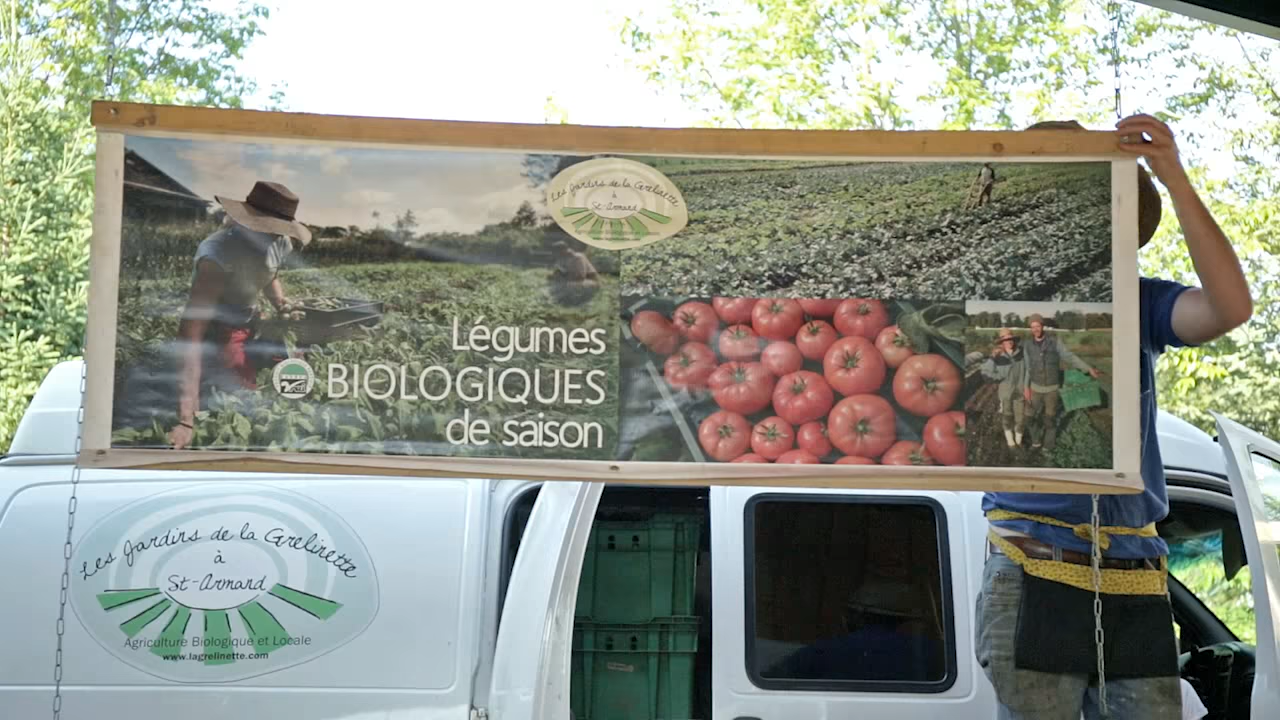 Les Jardins de la Grelinette
à
St-Armand
Légumes
BIOLOGIQUES
de saison
Les Jardins de la Grelinette
à
St-Armand
Agriculture Biologique et Locale
www.lagrelinette.com